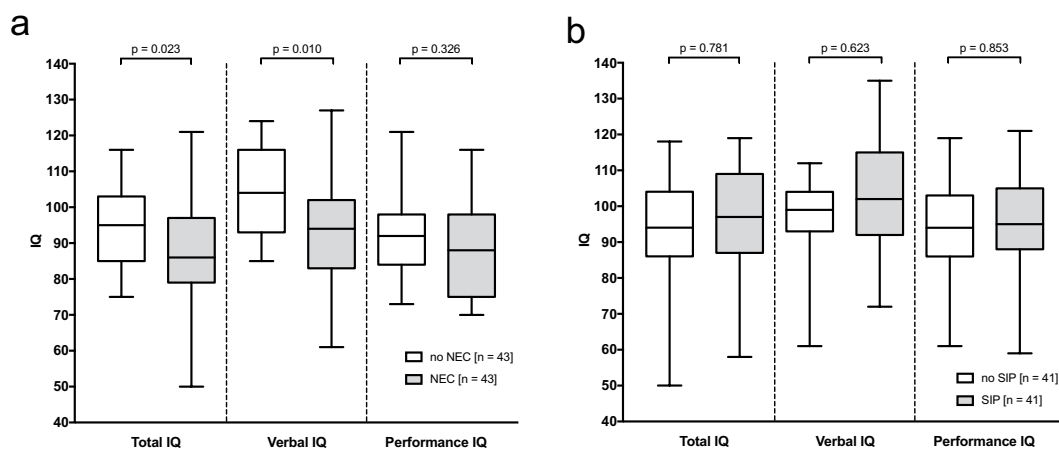 a
p = 0.023
p = 0.010
p = 0.326
140
130
120
110
100
90
80
70
60
50
40
IQ
no NEC [n = 43]
NEC [n = 43]
Total IQ
Verbal IQ
Performance IQ
b
p = 0.781
p = 0.623
p = 0.853
140
130
120
110
100
90
80
70
60
50
40
IQ
no SIP [n = 41]
SIP [n = 41]
Total IQ
Verbal IQ
Performance IQ